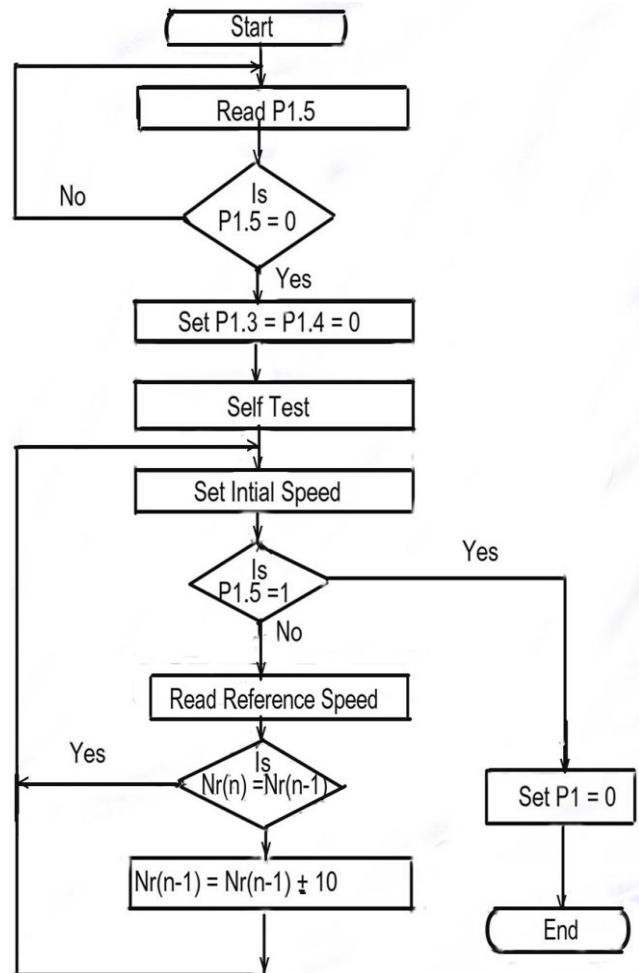 Start
Read P1.5
No
Is
P1.5 = 0
Yes
Set P1.3 = P1.4 = 0
Self Test
Set Intial Speed
Is
P1.5 =1
Yes
No
Read Reference Speed
Yes
Is
Nr(n) =Nr(n-1)
Set P1 = 0
Nr(n-1) = Nr(n-1) ± 10
End